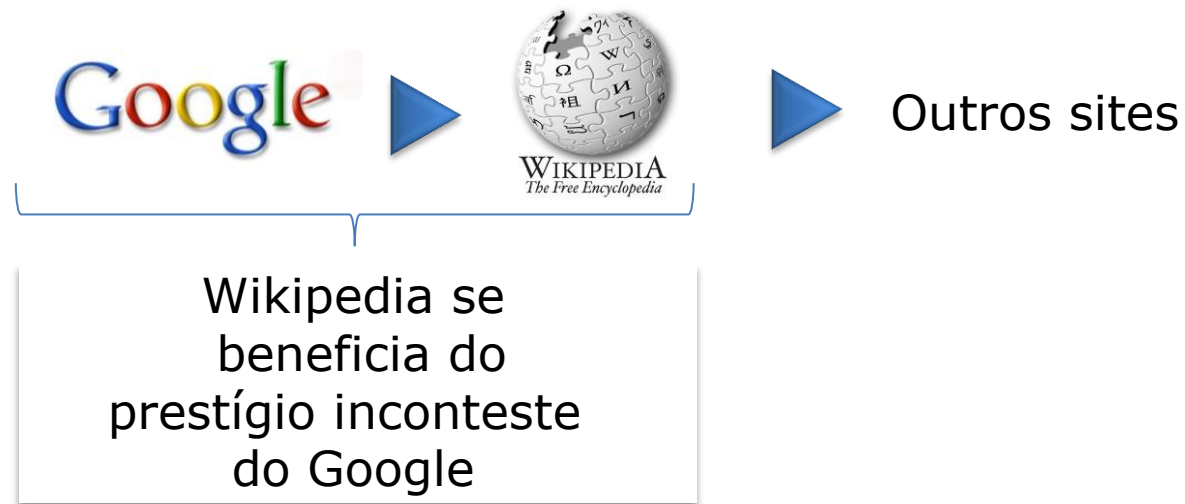 Google
WIKIPEDIA
The Free Encyclopedia
Outros sites
Wikipedia se
beneficia do
prestígio inconteste
do Google